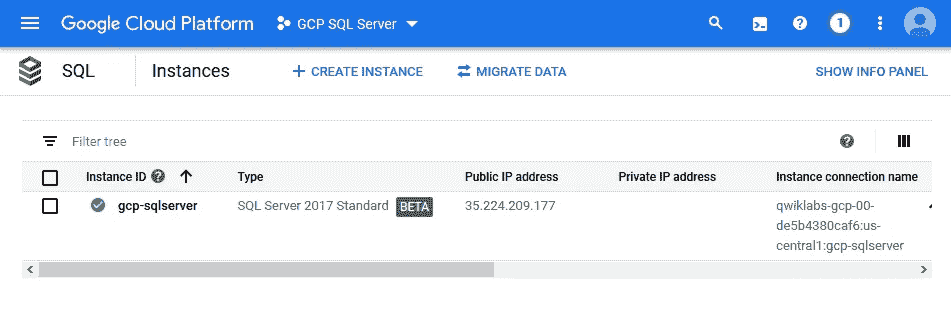 Google Cloud Platform GCP SQL Server ? 1
SQL Instances + CREATE INSTANCE MIGRATE DATA SHOW INFO PANEL
Filter tree ?
Instance ID ? Type Public IP address Private IP address Instance connection name
gcp-sqlserver SQL Server 2017 Standard BETA 35.224.209.177 qwiklabs-gcp-00-
de5b4380caf6:us-
central1:gcp-sqlserver